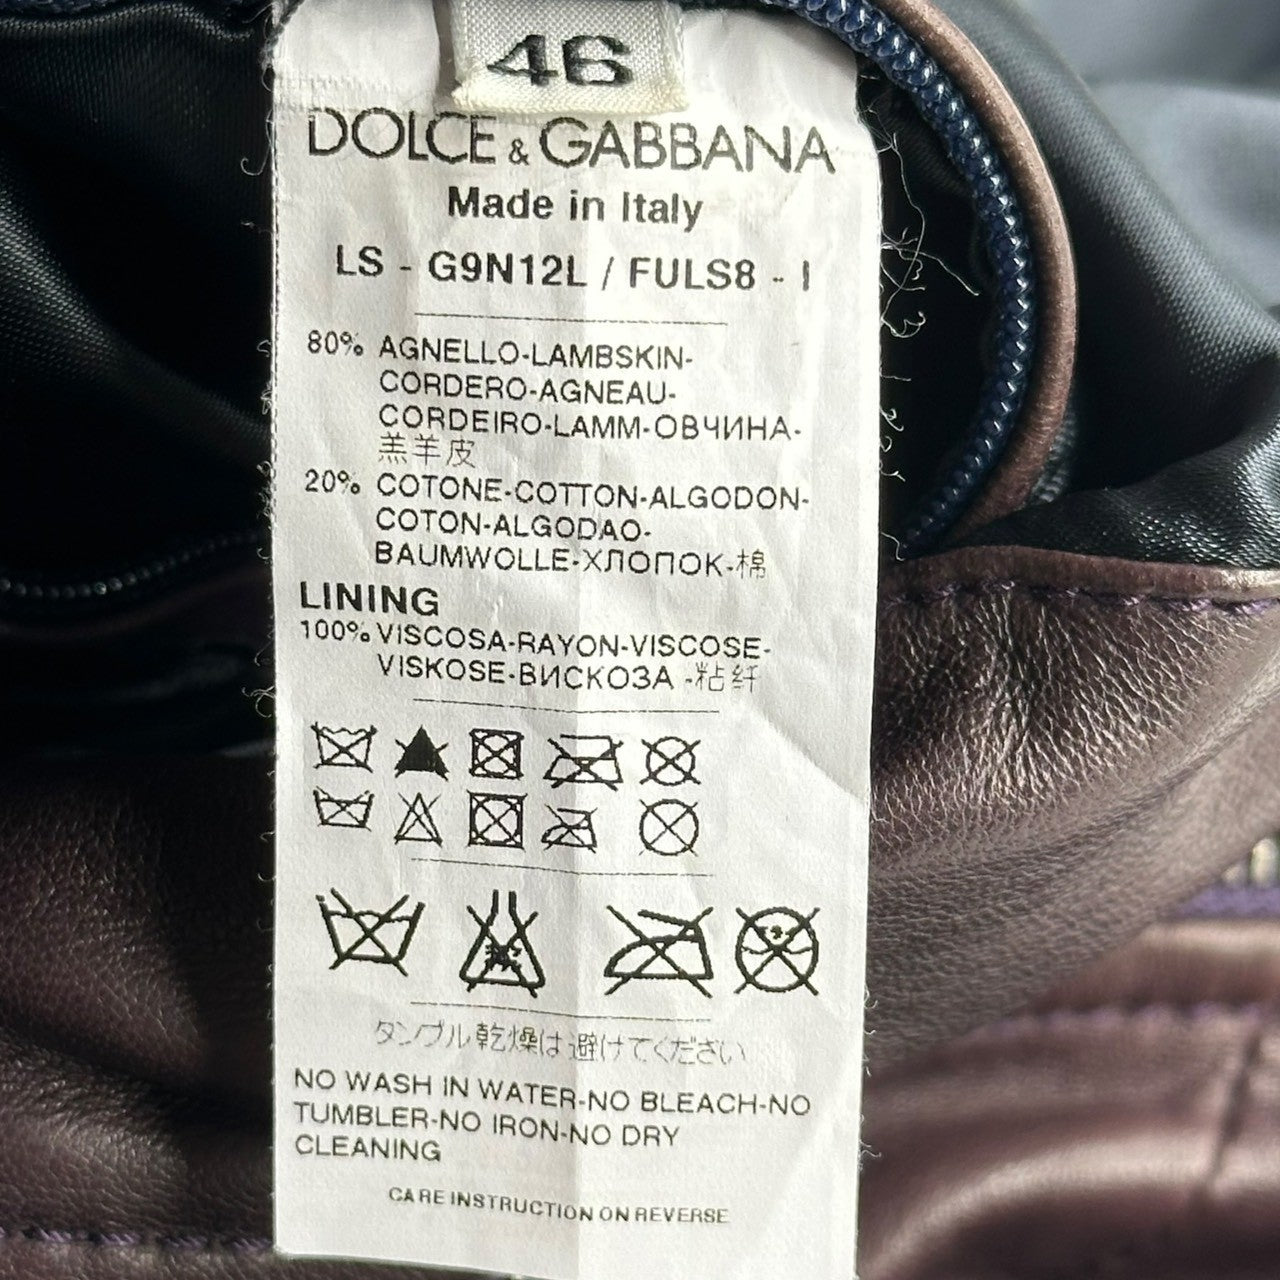 46
DOLCE & GABBANA
Made in Italy
LS - G9N12L / FULS8 - I
80% AGNELLO-LAMBSKIN-
CORDERO-AGNEAU-
CORDEIRO-LAMM-ОВЧИНА-
羔羊皮
20% COTONE-COTTON-ALGODON-
COTON-ALGODAO-
BAUMWOLLE-ХЛОПОК-棉
LINING
100% VISCOSA-RAYON-VISCOSE-
VISKOSE-ВИСКОЗА -粘纤
タンブル乾燥は避けてください
NO WASH IN WATER-NO BLEACH-NO
TUMBLER-NO IRON-NO DRY
CLEANING
CARE INSTRUCTION ON REVERSE